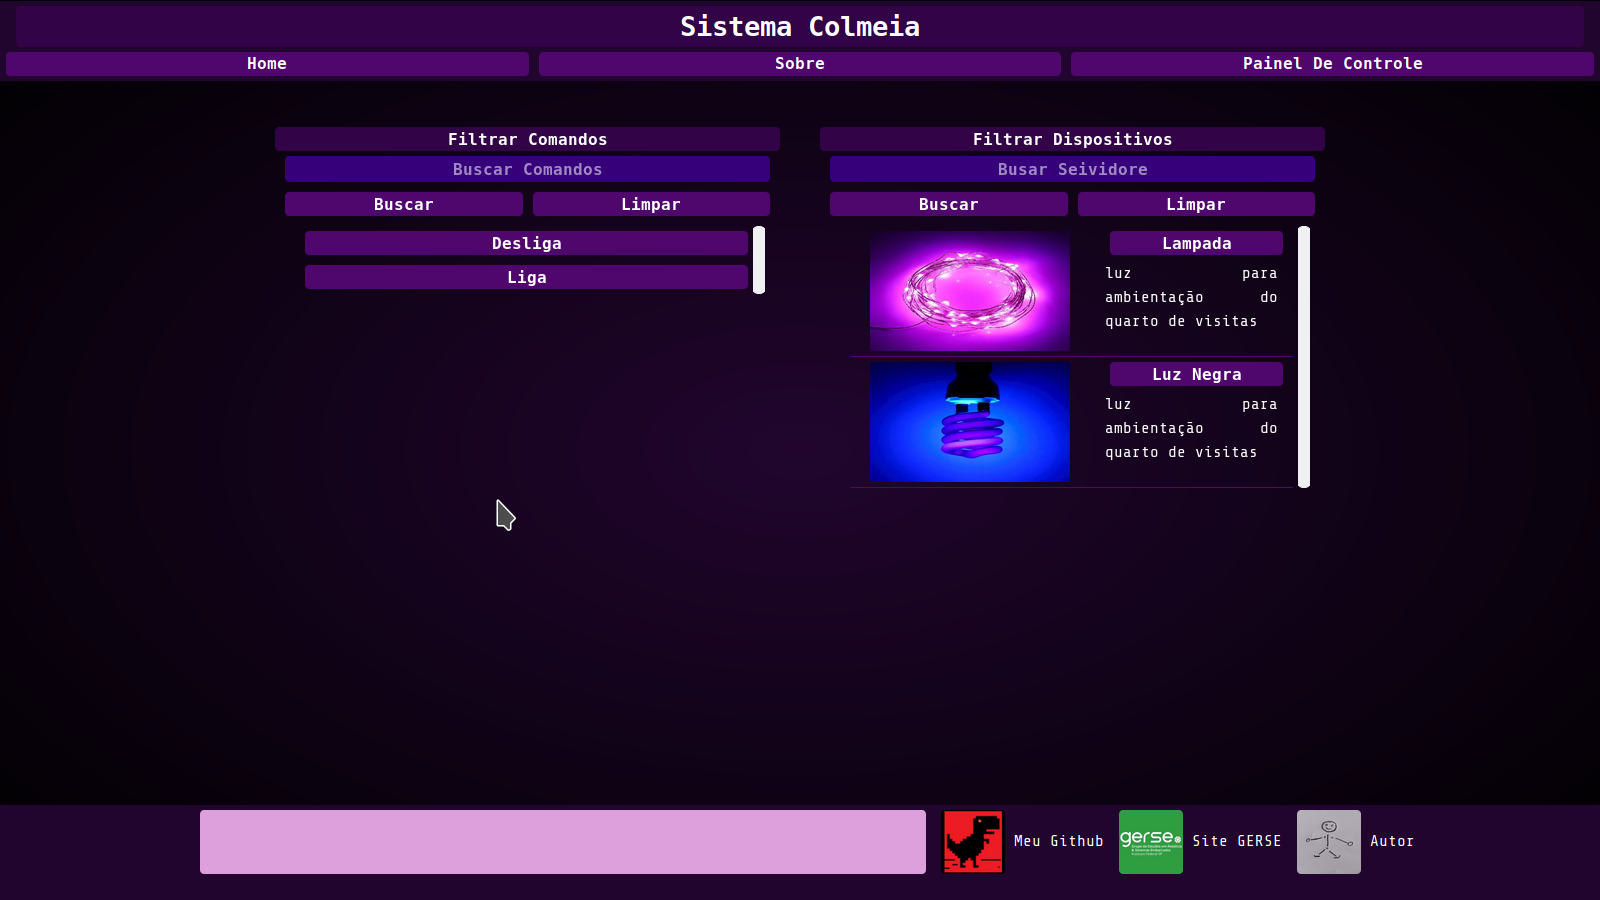 Sistema Colmeia
Home
Sobre
Painel De Controle
Filtrar Comandos
Buscar Comandos
Buscar
Limpar
Desliga
Liga
Filtrar Dispositivos
Busar Seividore
Buscar
Limpar
Lampada
luz para
ambientação do
quarto de visitas
Luz Negra
luz para
ambientação do
quarto de visitas
Meu Github
gerse
Site GERSE
Autor